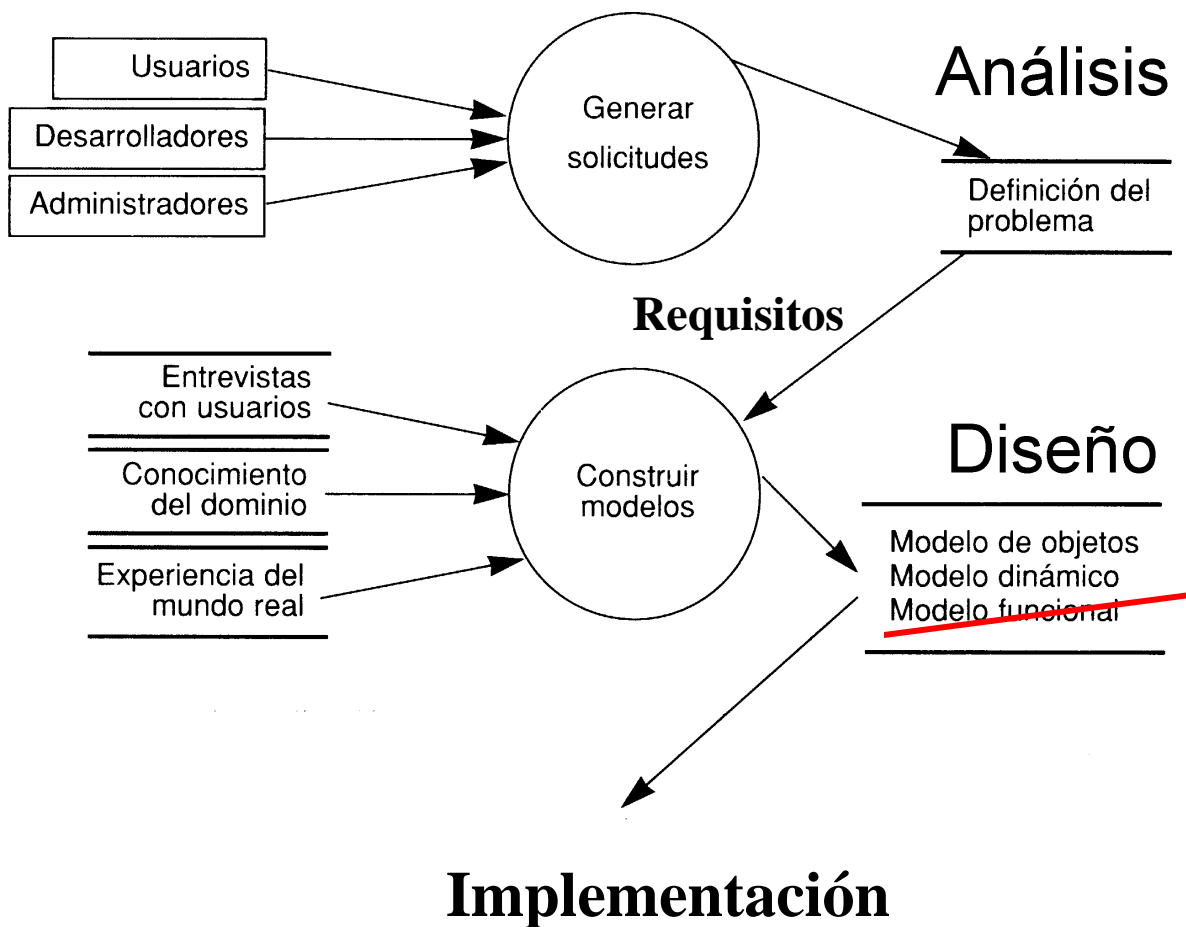 Usuarios
Desarrolladores
Administradores
Generar
solicitudes
Análisis
Definición del
problema
Requisitos
Entrevistas
con usuarios
Conocimiento
del dominio
Experiencia del
mundo real
Construir
modelos
Diseño
Modelo de objetos
Modelo dinámico
Modelo funcional
Implementación